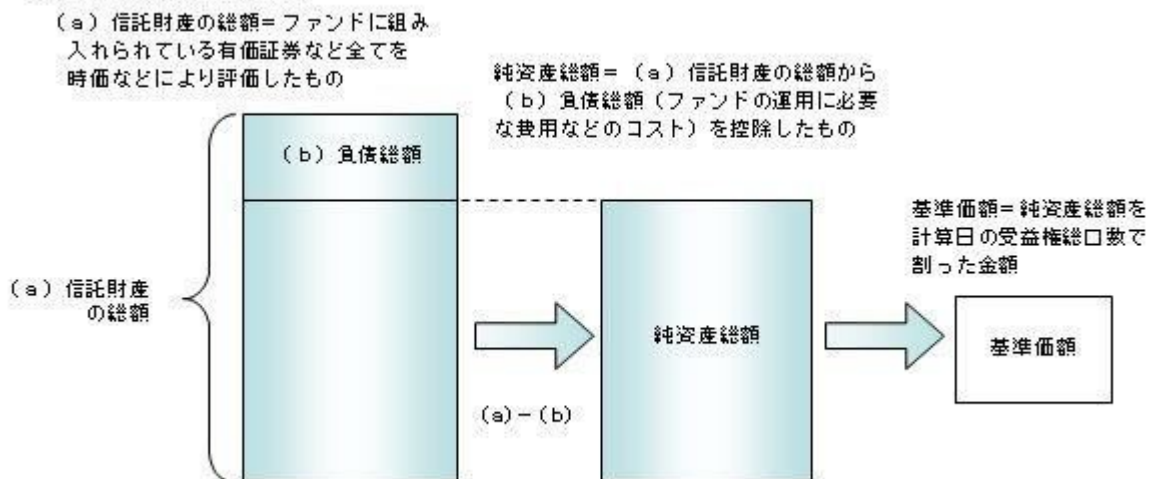 （a）信託財産の総額＝ファンドに組み
入れられている有価証券など全てを
時価などにより評価したもの
純資産総額＝（a）信託財産の総額から
（b）負債総額（ファンドの運用に必要
な費用などのコスト）を控除したもの
（b）負債総額
基準価額＝純資産総額を
計算日の受益権総口数で
割った金額
（a）信託財産
の総額
純資産総額
基準価額
（a）－（b）